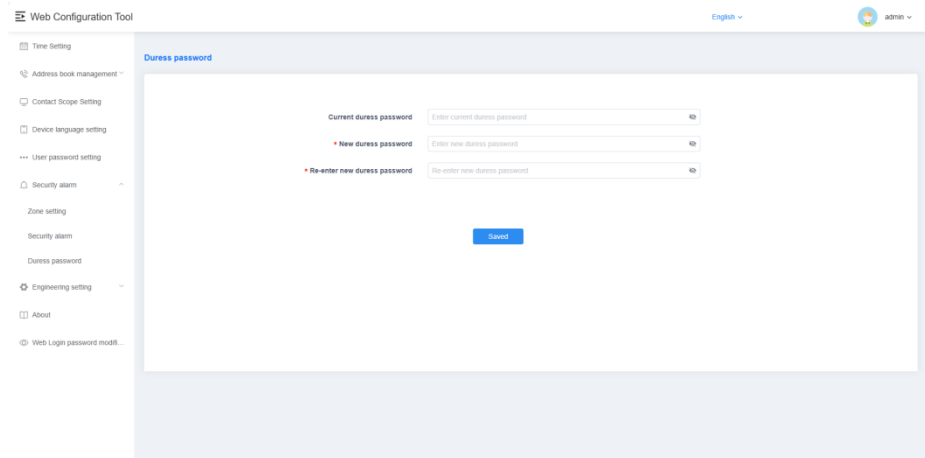 Web Configuration Tool
English
admin
Time Setting
Address book management
Contact Scope Setting
Device language setting
User password setting
Security alarm
Zone setting
Security alarm
Duress password
Engineering setting
About
Web Login password modifi...
Duress password
Current duress password
Enter current duress password
* New duress password
Enter new duress password
* Re-enter new duress password
Re-enter new duress password
Saved